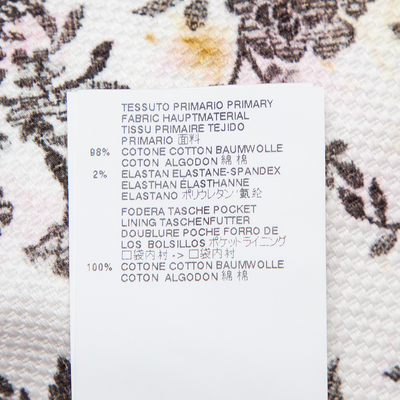 TESSUTO PRIMARIO PRIMARY
FABRIC HAUPTMATERIAL
TISSU PRIMAIRE TEJIDO
PRIMARIO 面料
98% COTONE COTTON BAUMWOLLE
COTON ALGODON 綿 棉
2% ELASTAN ELASTANE-SPANDEX
ELASTHAN ÉLASTHANNE
ELASTANO ポリウレタン 氨纶
FODERA TASCHE POCKET
LINING TASCHENFUTTER
DOUBLURE POCHE FORRO DE
LOS BOLSILLOS ポケットライニング
口袋内衬 -> 口袋内衬
100% COTONE COTTON BAUMWOLLE
COTON ALGODON 綿 棉